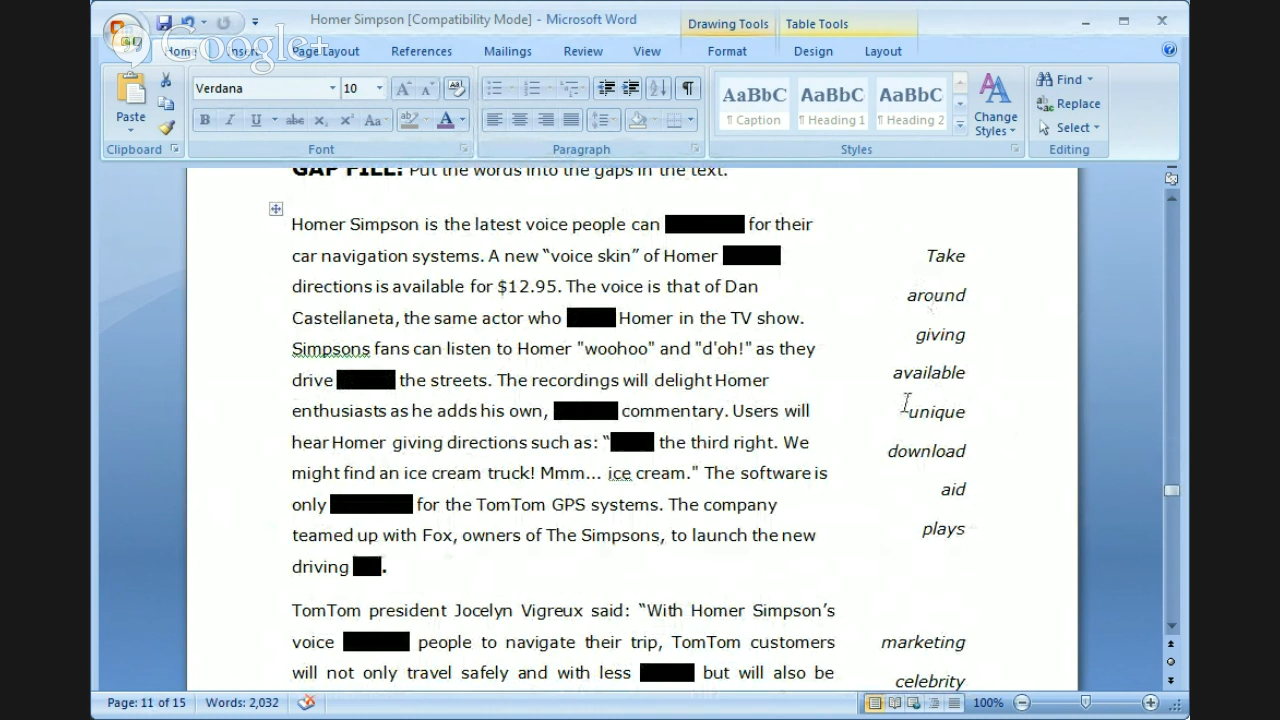 Homer Simpson [Compatibility Mode] - Microsoft Word
Drawing Tools
Table Tools
Google+
Home
Insert
Page Layout
References
Mailings
Review
View
Format
Design
Layout
Paste
Verdana
10
AaBbC AaBbC AaBbC
¶ Caption ¶ Heading 1 ¶ Heading 2
Change
Styles
Find
Replace
Select
Clipboard
Font
Paragraph
Styles
Editing
GAP FILL: Put the words into the gaps in the text.
Homer Simpson is the latest voice people can for their
car navigation systems. A new “voice skin” of Homer
directions is available for $12.95. The voice is that of Dan
Castellaneta, the same actor who Homer in the TV show.
Simpsons fans can listen to Homer "woohoo" and "d'oh!" as they
drive the streets. The recordings will delight Homer
enthusiasts as he adds his own, commentary. Users will
hear Homer giving directions such as: “ the third right. We
might find an ice cream truck! Mmm... ice cream." The software is
only for the TomTom GPS systems. The company
teamed up with Fox, owners of The Simpsons, to launch the new
driving .
Take
around
giving
available
unique
download
aid
plays
TomTom president Jocelyn Vigreux said: “With Homer Simpson’s
voice people to navigate their trip, TomTom customers
will not only travel safely and with less but will also be
marketing
celebrity
Page: 11 of 15
Words: 2,032
100%